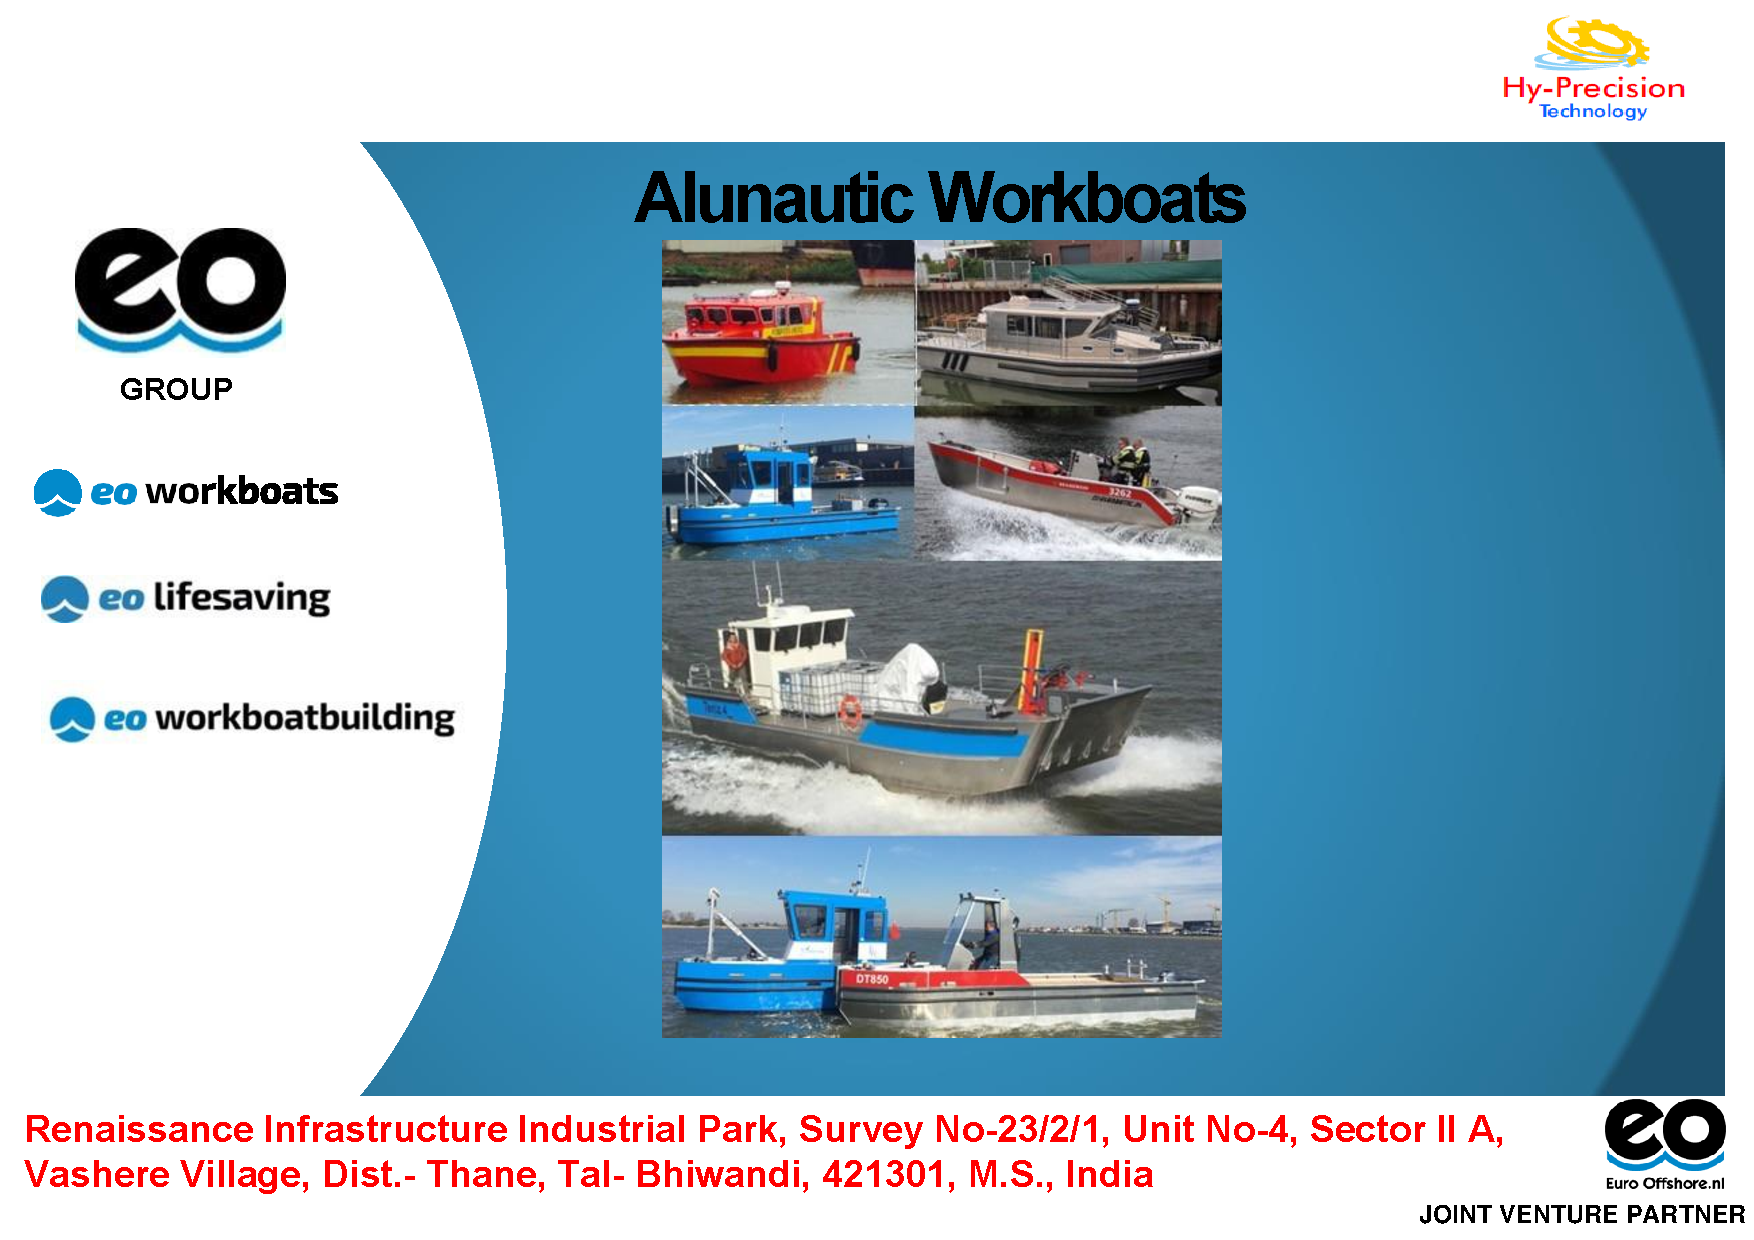 Hy-Precision
Technology
Alunautic Workboats
eo
GROUP
eo workboats
eo lifesaving
eo workboatbuilding
3262
DT850
Renaissance Infrastructure Industrial Park, Survey No-23/2/1, Unit No-4, Sector II A,
Vashere Village, Dist.- Thane, Tal- Bhiwandi, 421301, M.S., India
eo
Euro Offshore.nl
JOINT VENTURE PARTNER